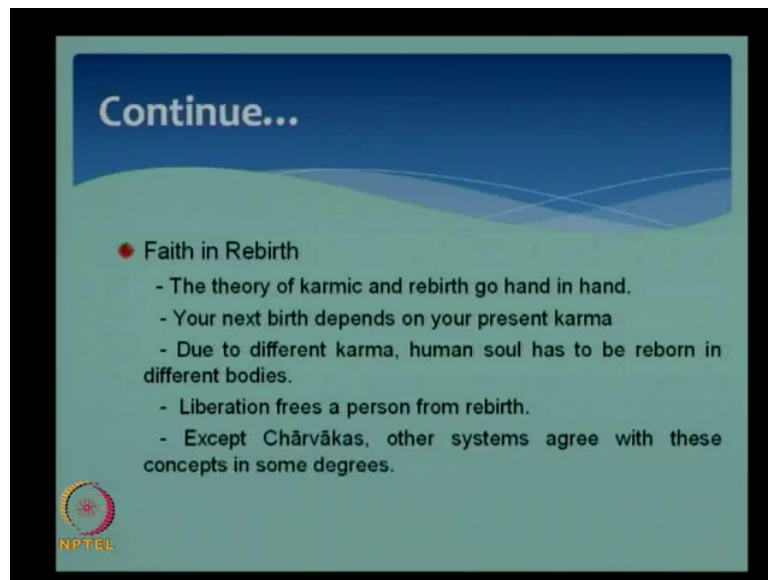 Continue...
Faith in Rebirth
- The theory of karmic and rebirth go hand in hand.
- Your next birth depends on your present karma
- Due to different karma, human soul has to be reborn in
different bodies.
- Liberation frees a person from rebirth.
- Except Chārvākas, other systems agree with these
concepts in some degrees.
NPTEL